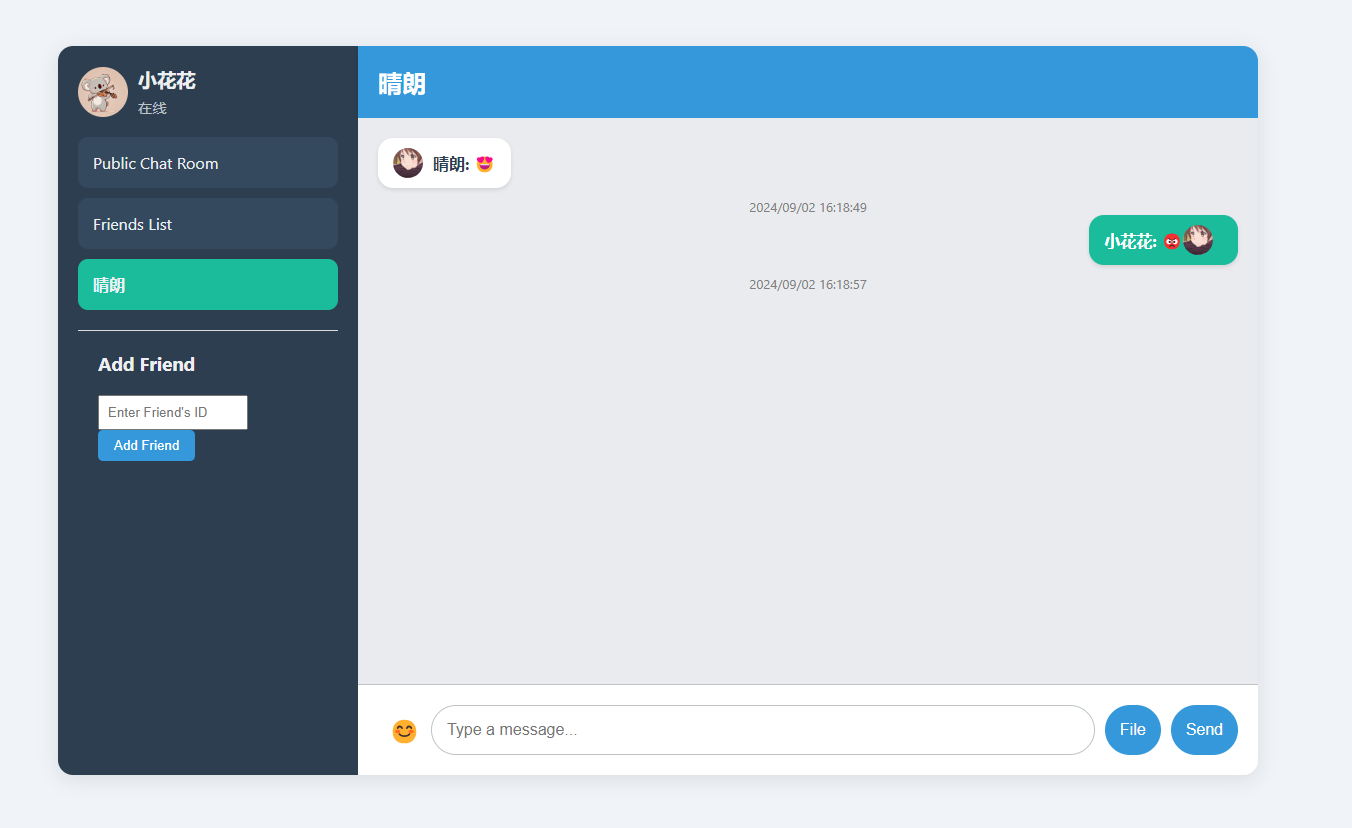 小花花
在线
Public Chat Room
Friends List
晴朗
Add Friend
Enter Friend's ID
Add Friend
晴朗
晴朗: 😍
2024/09/02 16:18:49
小花花: 😡
2024/09/02 16:18:57
😊 Type a message... File Send